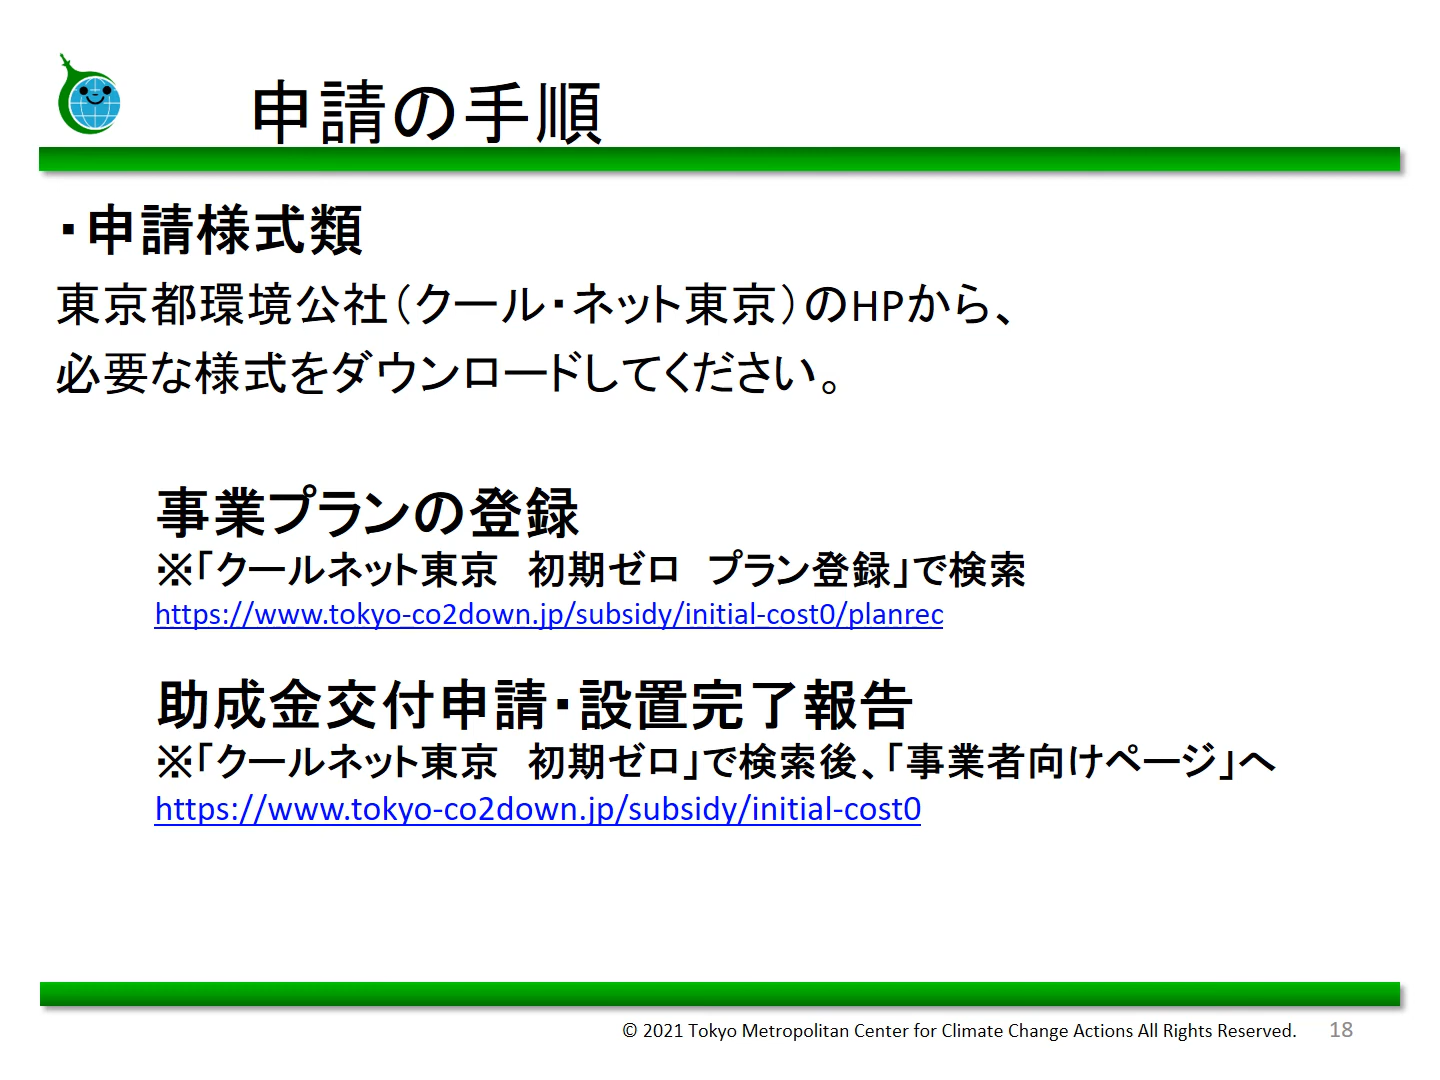 申請の手順
・申請様式類
東京都環境公社（クール・ネット東京）のHPから、
必要な様式をダウンロードしてください。
事業プランの登録
※「クールネット東京　初期ゼロ　プラン登録」で検索
https://www.tokyo-co2down.jp/subsidy/initial-cost0/planrec
助成金交付申請・設置完了報告
※「クールネット東京　初期ゼロ」で検索後、「事業者向けページ」へ
https://www.tokyo-co2down.jp/subsidy/initial-cost0
© 2021 Tokyo Metropolitan Center for Climate Change Actions All Rights Reserved.
18